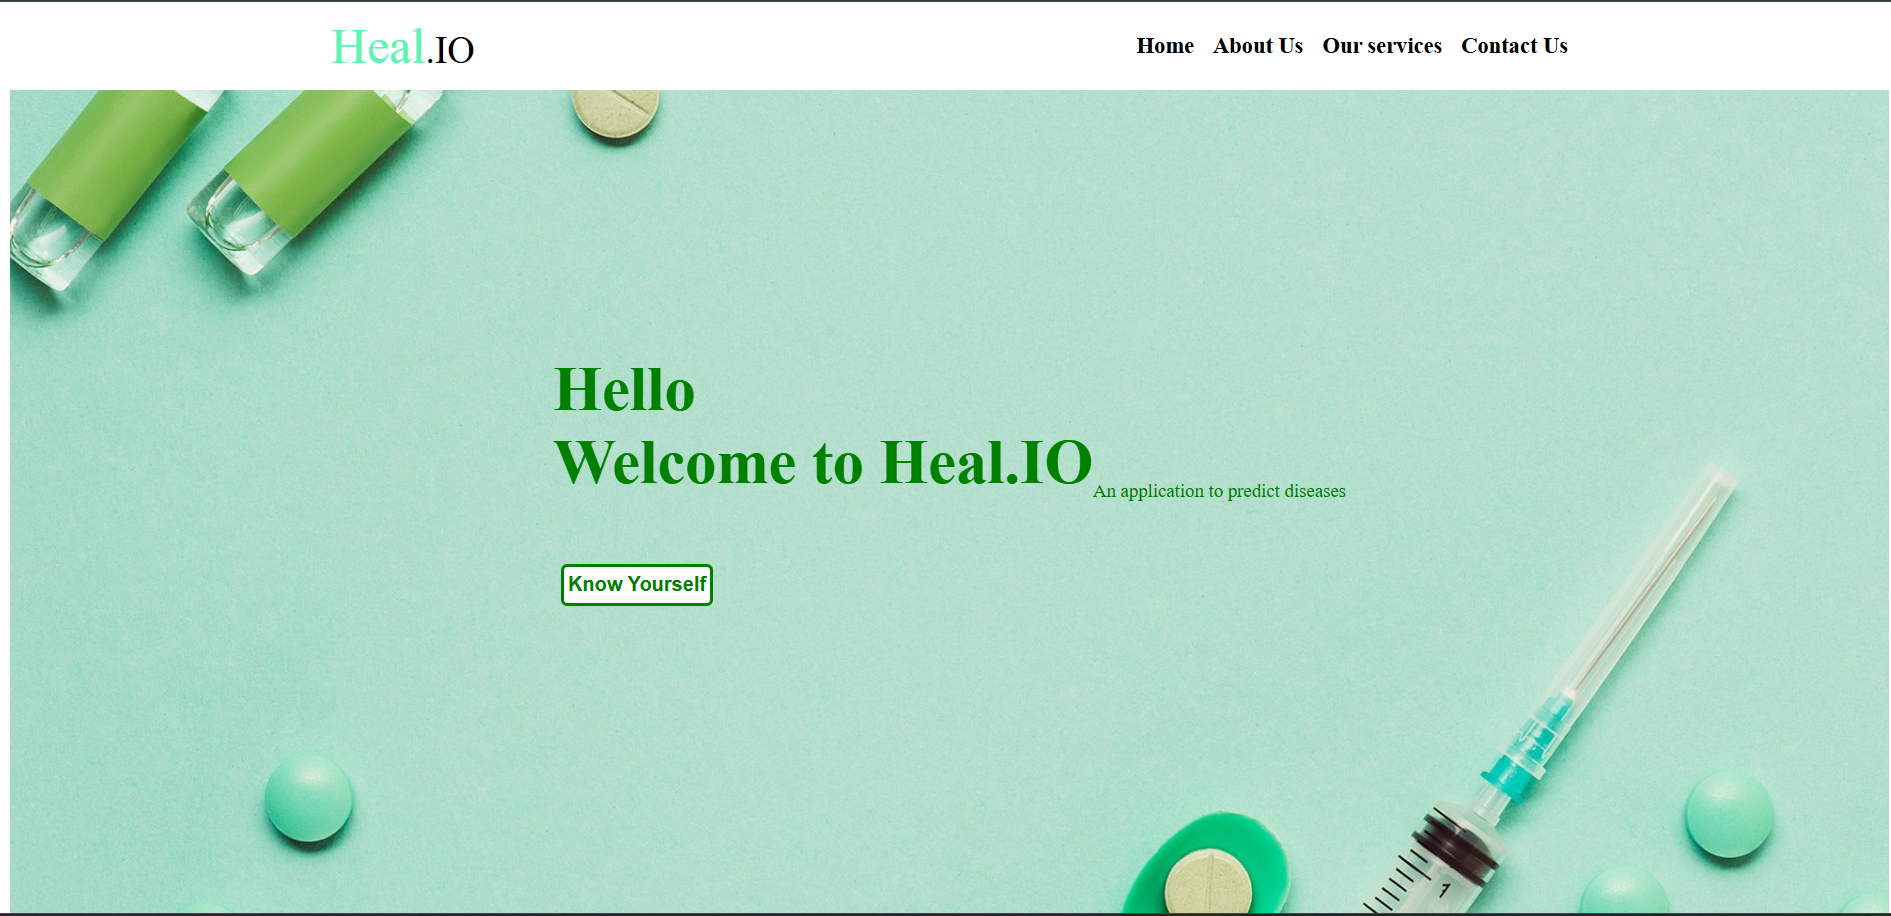 Heal.IO
Home About Us Our services Contact Us
Hello
Welcome to Heal.IO An application to predict diseases
Know Yourself
1